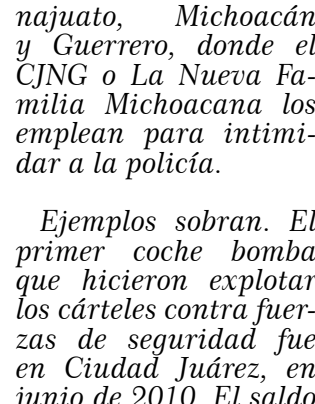 najuato, Michoacán
y Guerrero, donde el
CJNG o La Nueva Fa-
milia Michoacana los
emplean para intimi-
dar a la policía.
Ejemplos sobran. El
primer coche bomba
que hicieron explotar
los cárteles contra fuer-
zas de seguridad fue
en Ciudad Juárez, en
junio de 2010. El saldo